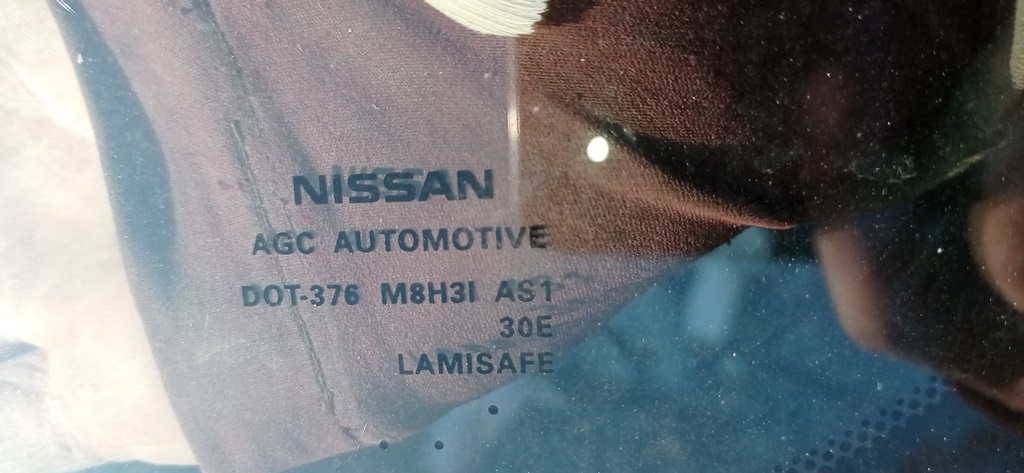 NISSAN
AGC AUTOMOTIVE
DOT-376 M8H3I AS1
30E
LAMISAFE